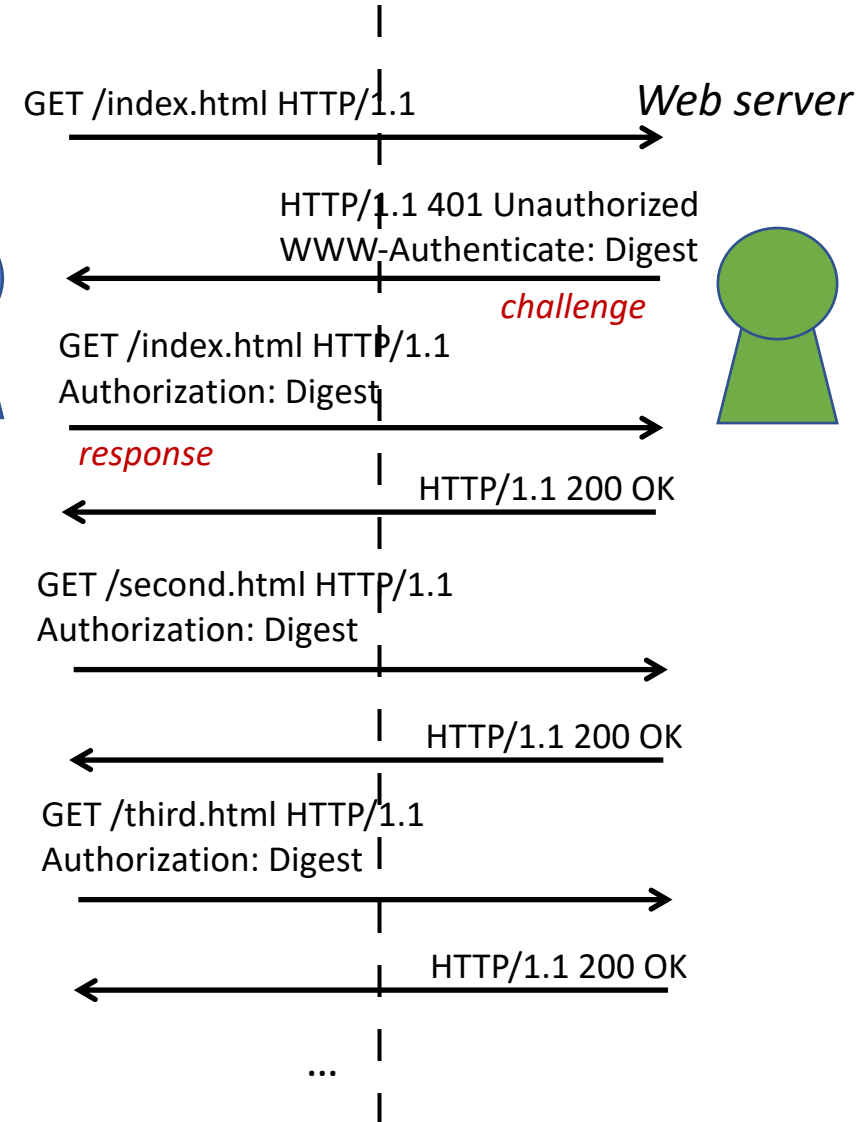 GET /index.html HTTP/1.1
Web server
HTTP/1.1 401 Unauthorized
WWW-Authenticate: Digest
challenge
GET /index.html HTTP/1.1
Authorization: Digest
response
HTTP/1.1 200 OK
GET /second.html HTTP/1.1
Authorization: Digest
HTTP/1.1 200 OK
GET /third.html HTTP/1.1
Authorization: Digest
HTTP/1.1 200 OK
...